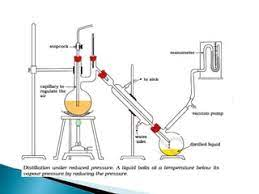 stopcock
manometer
capillary to
regulate the
air
to sink
vacuum pump
water
inlet
distilled liquid
Distillation under reduced pressure. A liquid boils at a temperature below its
vapour pressure by reducing the pressure